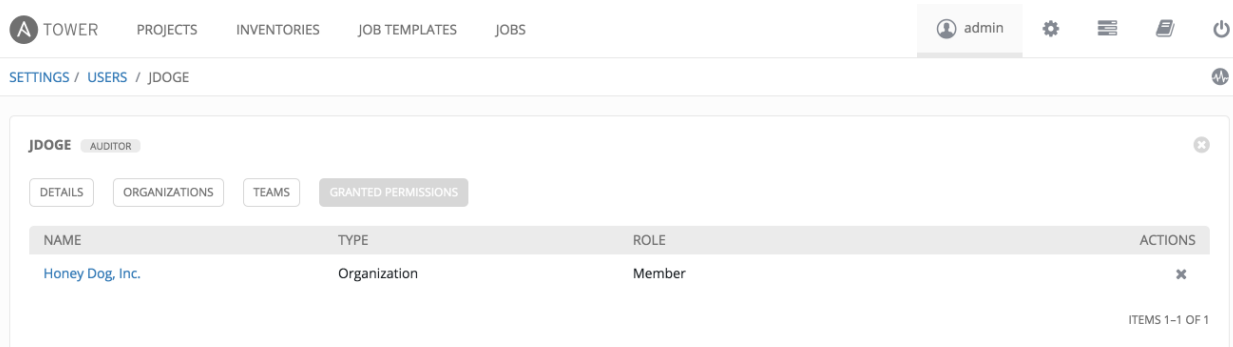 A TOWER PROJECTS INVENTORIES JOB TEMPLATES JOBS admin
SETTINGS / USERS / JDOGE
JDOGE AUDITOR
DETAILS ORGANIZATIONS TEAMS GRANTED PERMISSIONS
NAME TYPE ROLE ACTIONS
Honey Dog, Inc. Organization Member
ITEMS 1–1 OF 1